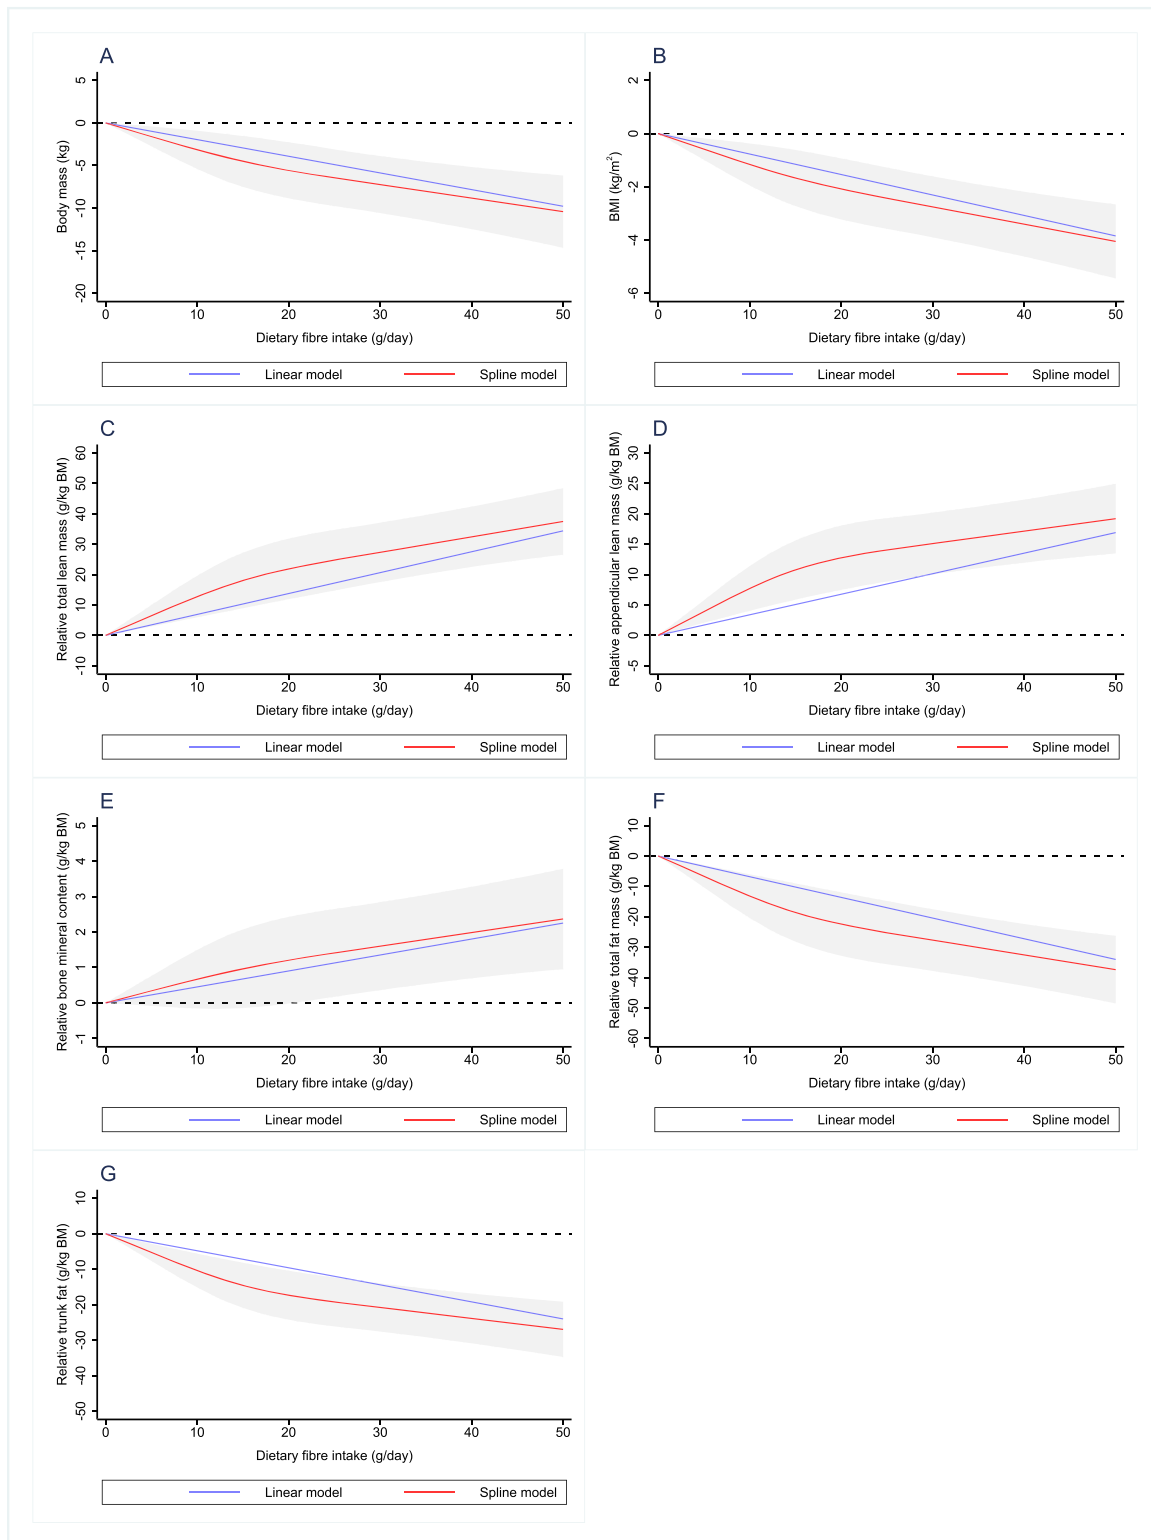 A
Body mass (kg)
5
0
-5
-10
-15
-20
0 10 20 30 40 50
Dietary fibre intake (g/day)
Linear model Spline model
B
BMI (kg/m²)
2
0
-2
-4
-6
0 10 20 30 40 50
Dietary fibre intake (g/day)
Linear model Spline model
C
Relative total lean mass (g/kg BM)
60
50
40
30
20
10
0
-10
0 10 20 30 40 50
Dietary fibre intake (g/day)
Linear model Spline model
D
Relative appendicular lean mass (g/kg BM)
30
25
20
15
10
5
0
-5
0 10 20 30 40 50
Dietary fibre intake (g/day)
Linear model Spline model
E
Relative bone mineral content (g/kg BM)
5
4
3
2
1
0
-1
0 10 20 30 40 50
Dietary fibre intake (g/day)
Linear model Spline model
F
Relative total fat mass (g/kg BM)
10
0
-10
-20
-30
-40
-50
-60
0 10 20 30 40 50
Dietary fibre intake (g/day)
Linear model Spline model
G
Relative trunk fat (g/kg BM)
10
0
-10
-20
-30
-40
-50
0 10 20 30 40 50
Dietary fibre intake (g/day)
Linear model Spline model